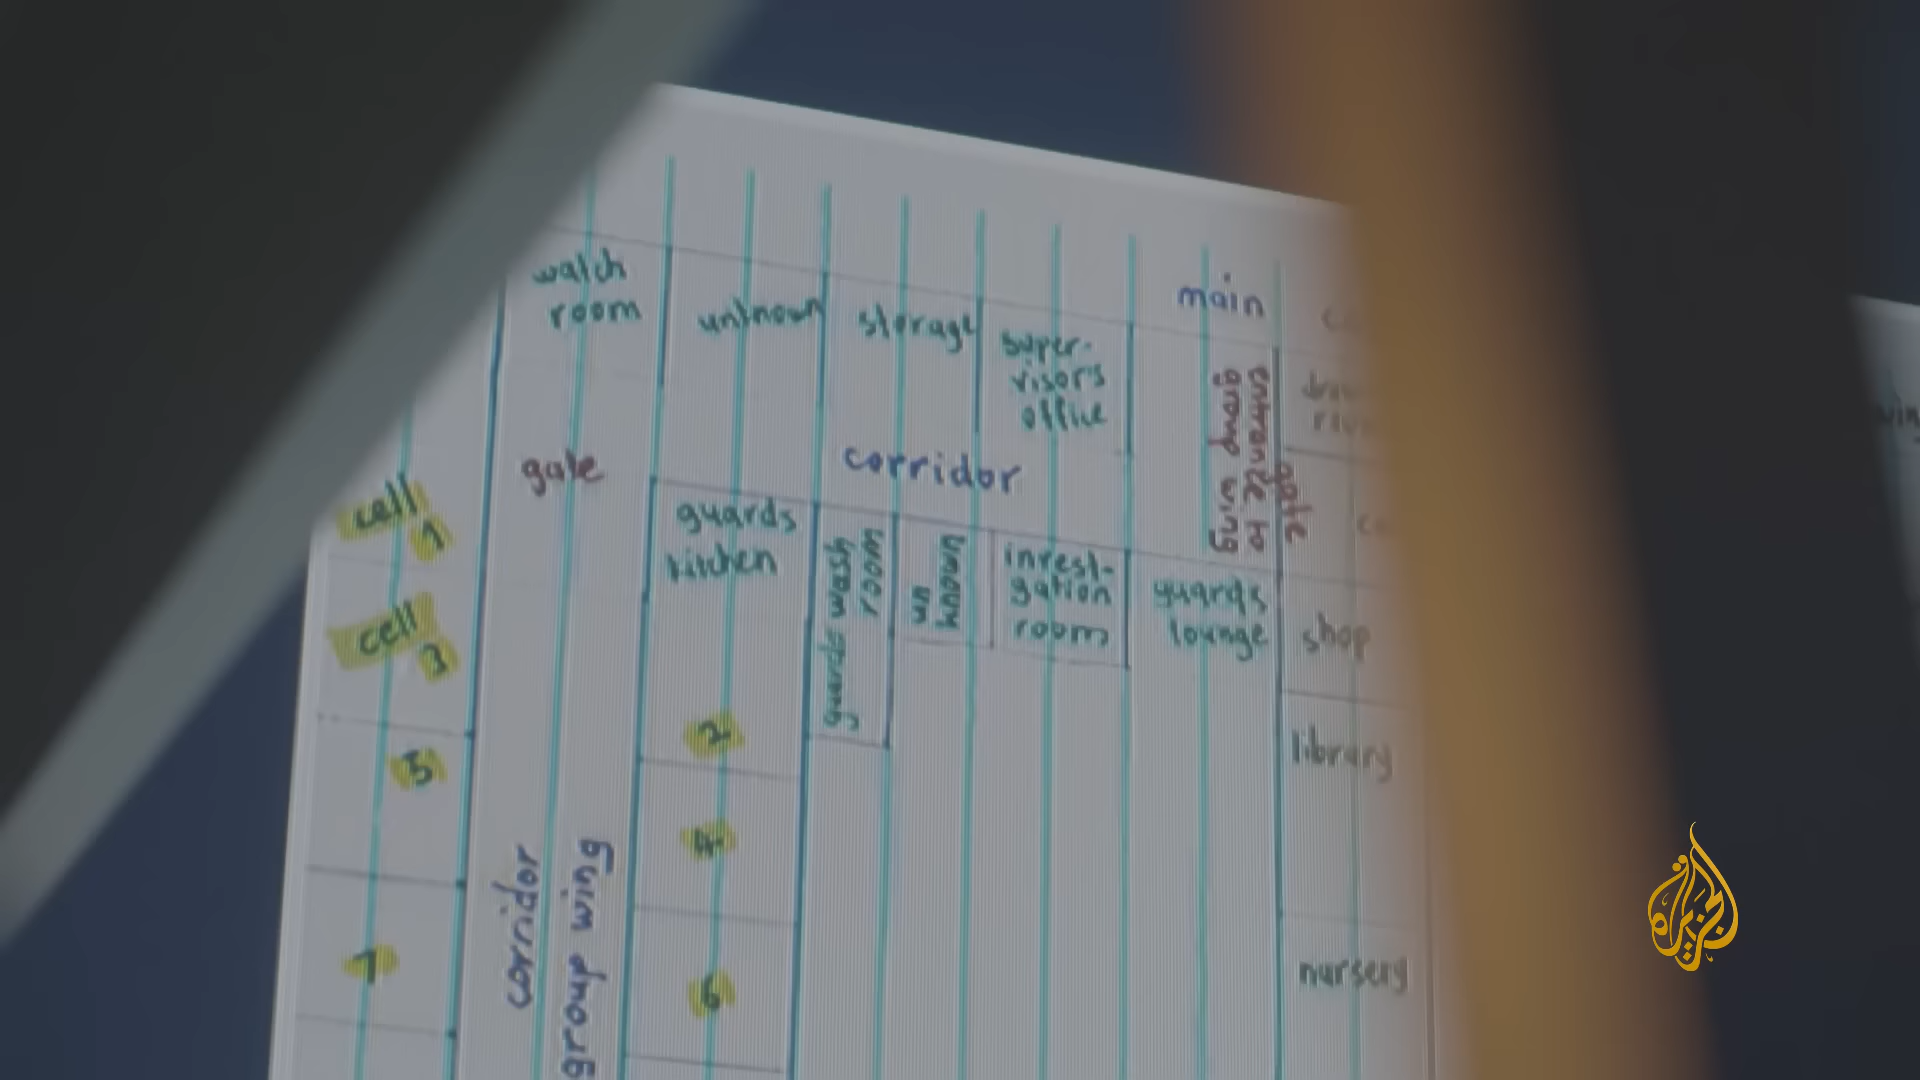 watch
room
unknown
storage
super-
visors
office
main
entrance to
group wing
gate
gate
corridor
cell
1
cell
3
5
7
guards
kitchen
guards wash
room
un
known
invest-
gation
room
guards
lounge
shop
library
nursery
2
4
6
corridor
group wing
الجزيرة